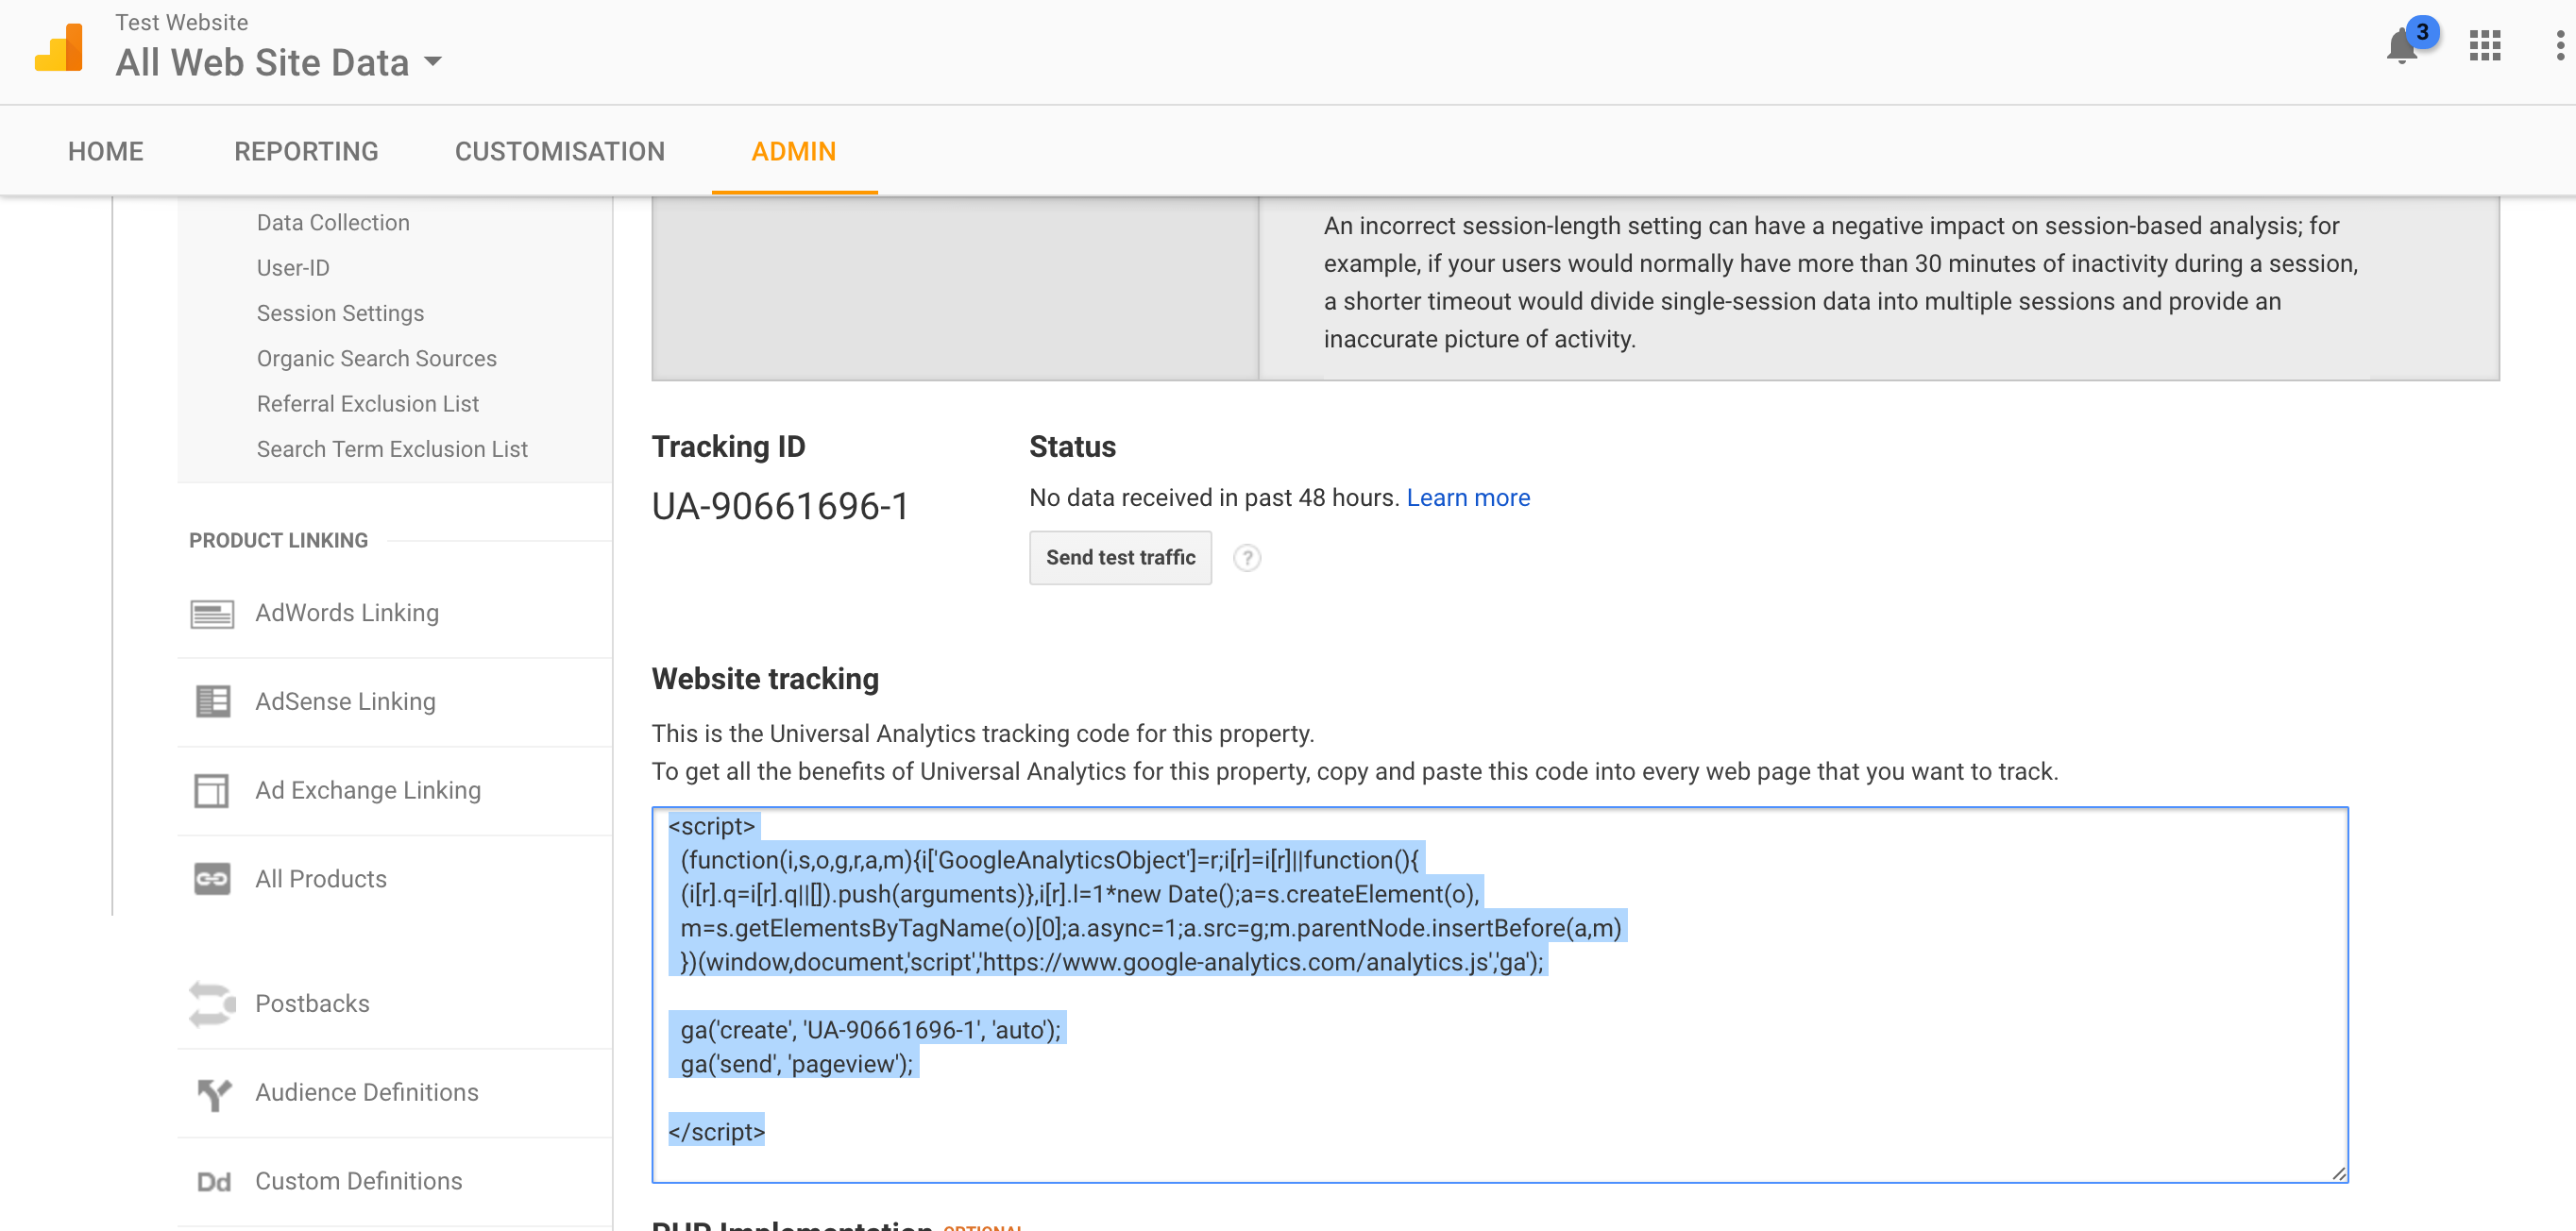 Test Website
All Web Site Data
3
HOME
REPORTING
CUSTOMISATION
ADMIN
Data Collection
User-ID
Session Settings
Organic Search Sources
Referral Exclusion List
Search Term Exclusion List
PRODUCT LINKING
AdWords Linking
AdSense Linking
Ad Exchange Linking
All Products
Postbacks
Audience Definitions
Dd
Custom Definitions
An incorrect session-length setting can have a negative impact on session-based analysis; for
example, if your users would normally have more than 30 minutes of inactivity during a session,
a shorter timeout would divide single-session data into multiple sessions and provide an
inaccurate picture of activity.
Tracking ID
UA-90661696-1
Status
No data received in past 48 hours. Learn more
Send test traffic
?
Website tracking
This is the Universal Analytics tracking code for this property.
To get all the benefits of Universal Analytics for this property, copy and paste this code into every web page that you want to track.
<script>
(function(i,s,o,g,r,a,m){i['GoogleAnalyticsObject']=r;i[r]=i[r]||function(){
(i[r].q=i[r].q||[]).push(arguments)},i[r].l=1*new Date();a=s.createElement(o),
m=s.getElementsByTagName(o)[0];a.async=1;a.src=g;m.parentNode.insertBefore(a,m)
})(window,document,'script','https://www.google-analytics.com/analytics.js','ga');
ga('create', 'UA-90661696-1', 'auto');
ga('send', 'pageview');
</script>
PHP Implementation OPTIONAL